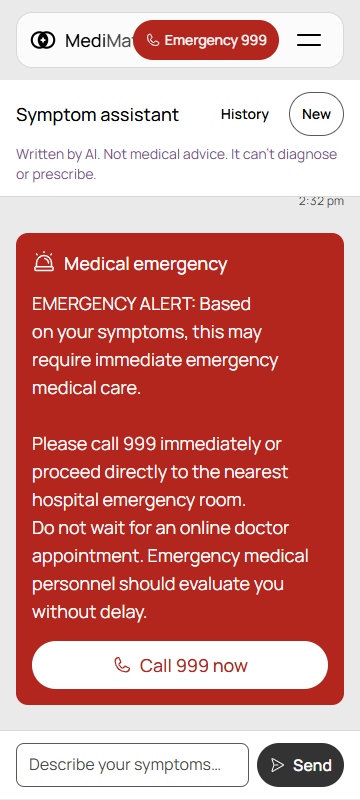 MediMat
Emergency 999
Symptom assistant
History
New
Written by AI. Not medical advice. It can't diagnose
or prescribe.
2:32 pm
Medical emergency
EMERGENCY ALERT: Based
on your symptoms, this may
require immediate emergency
medical care.
Please call 999 immediately or
proceed directly to the nearest
hospital emergency room.
Do not wait for an online doctor
appointment. Emergency medical
personnel should evaluate you
without delay.
Call 999 now
Describe your symptoms...
Send